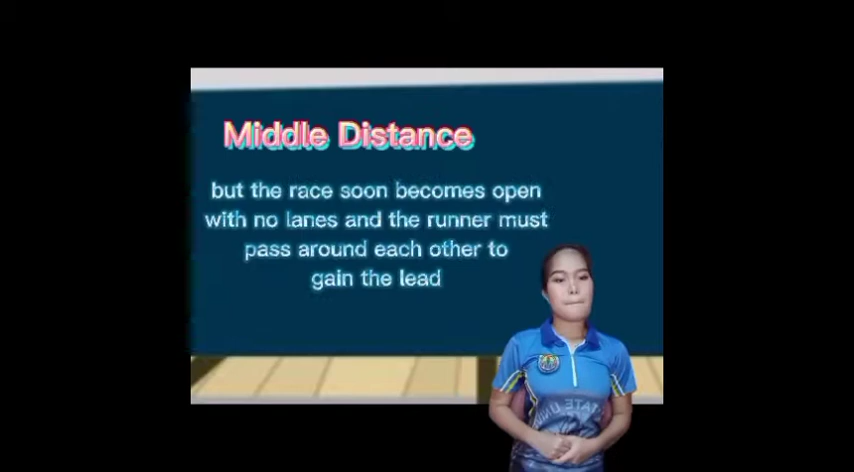 Middle Distance
but the race soon becomes open
with no lanes and the runner must
pass around each other to
gain the lead